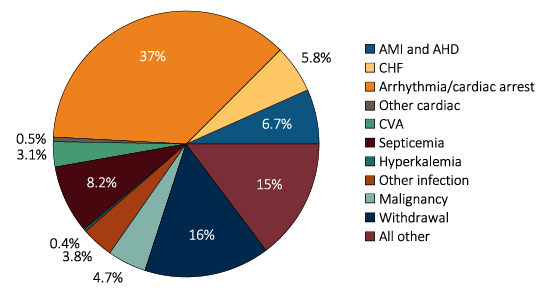 37%
5.8%
6.7%
0.5%
3.1%
8.2%
15%
0.4%
3.8%
16%
4.7%
AMI and AHD
CHF
Arrhythmia/cardiac arrest
Other cardiac
CVA
Septicemia
Hyperkalemia
Other infection
Malignancy
Withdrawal
All other